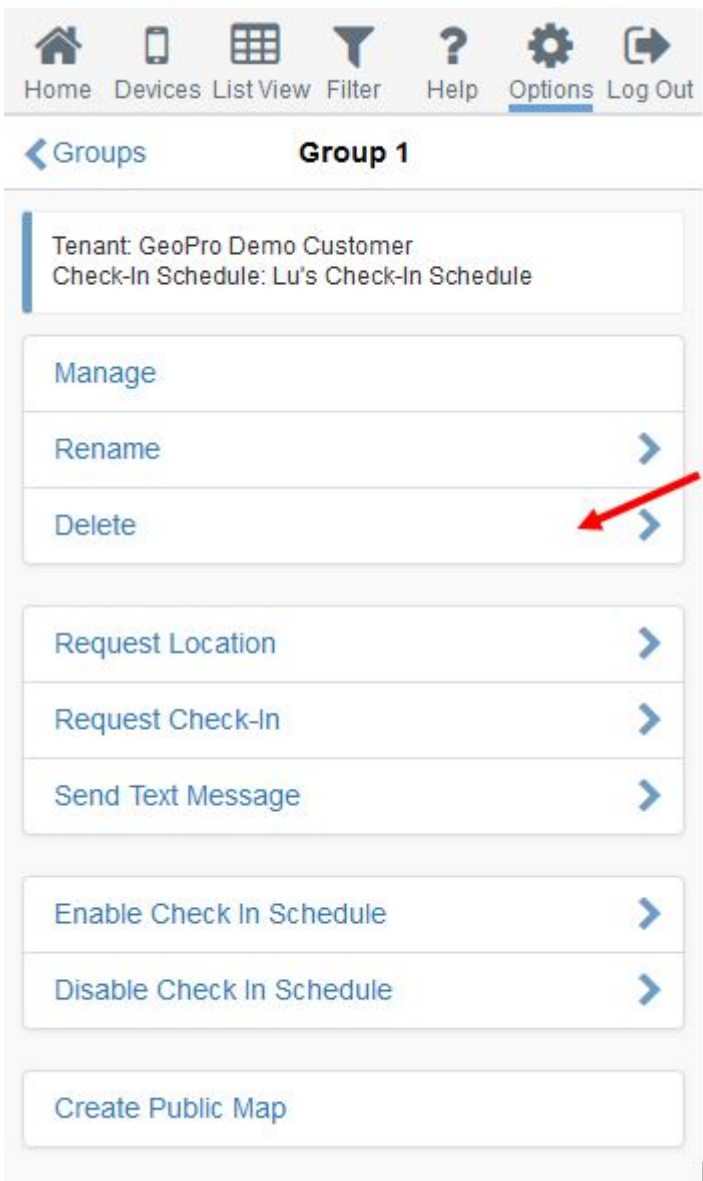 Home Devices List View Filter Help Options Log Out
Groups Group 1
Tenant: GeoPro Demo Customer
Check-In Schedule: Lu's Check-In Schedule
Manage
Rename
Delete
Request Location
Request Check-In
Send Text Message
Enable Check In Schedule
Disable Check In Schedule
Create Public Map